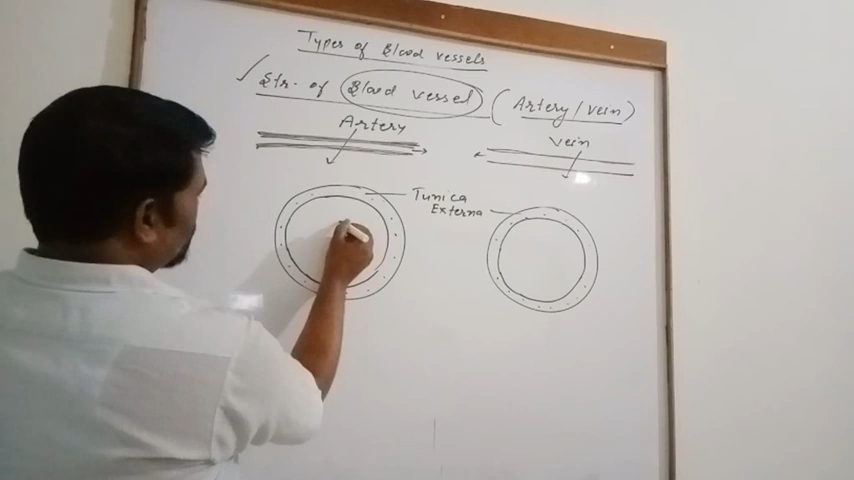 Types of Blood vessels
Str. of Blood vessel (Artery/vein)
Artery
Vein
Tunica
Externa